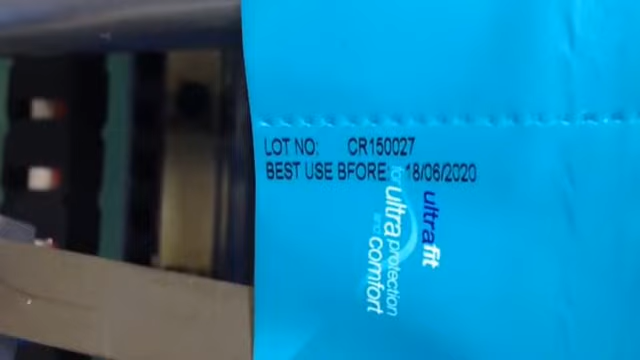 LOT NO: CR150027
BEST USE BFORE: 18/06/2020
ultrafit
for ultra protection
and comfort